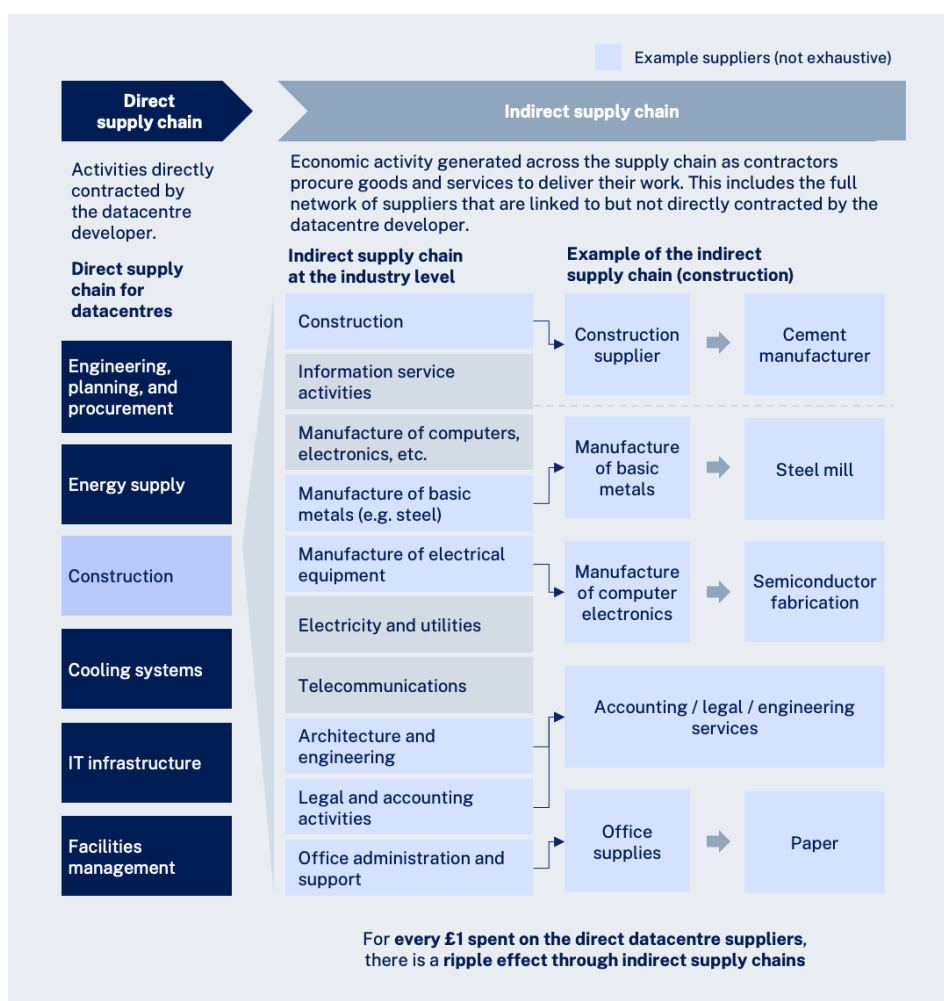 Example suppliers (not exhaustive)
Direct
supply chain
Indirect supply chain
Activities directly
contracted by
the datacentre
developer.
Economic activity generated across the supply chain as contractors
procure goods and services to deliver their work. This includes the full
network of suppliers that are linked to but not directly contracted by the
datacentre developer.
Direct supply
chain for
datacentres
Indirect supply chain
at the industry level
Example of the indirect
supply chain (construction)
Engineering,
planning, and
procurement
Energy supply
Construction
Cooling systems
IT infrastructure
Facilities
management
Construction
Information service
activities
Manufacture of computers,
electronics, etc.
Manufacture of basic
metals (e.g. steel)
Manufacture of electrical
equipment
Electricity and utilities
Telecommunications
Architecture and
engineering
Legal and accounting
activities
Office administration and
support
Construction
supplier
Cement
manufacturer
Manufacture
of basic
metals
Steel mill
Manufacture
of computer
electronics
Semiconductor
fabrication
Accounting / legal / engineering
services
Office
supplies
Paper
For every £1 spent on the direct datacentre suppliers,
there is a ripple effect through indirect supply chains